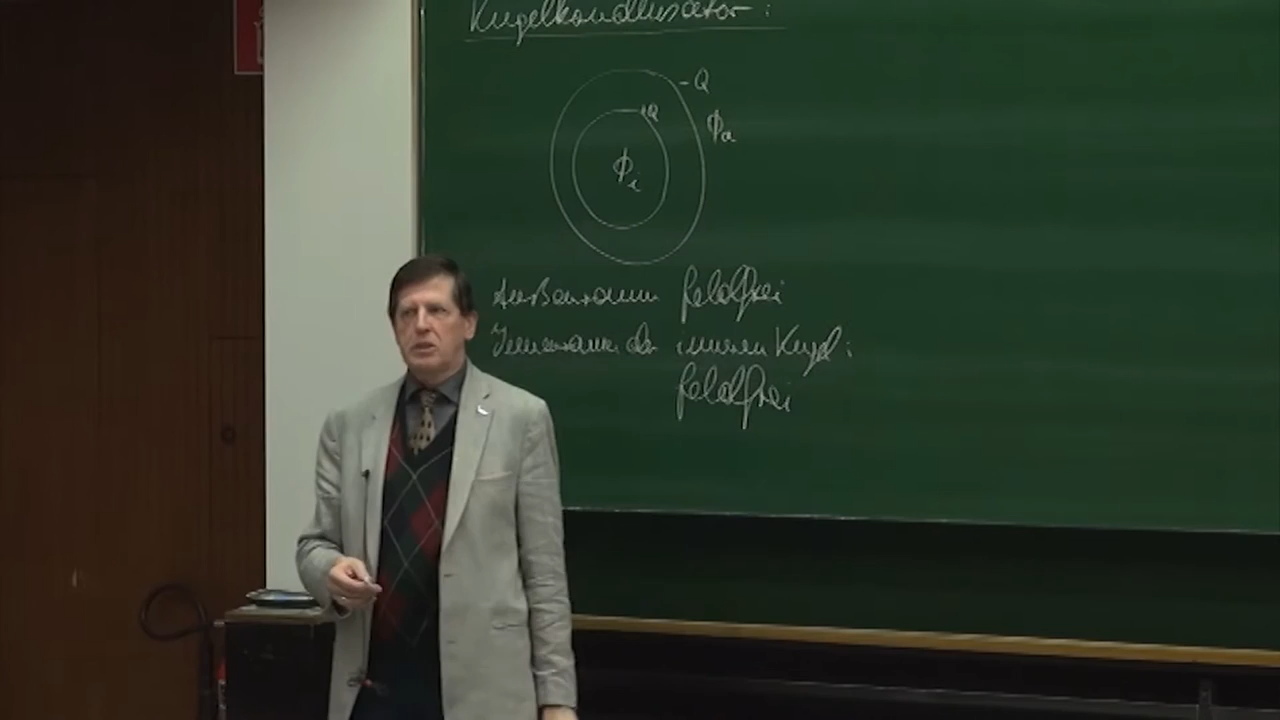 Kugelkondensator:
-Q
+Q
ϕa
ϕi
Außenraum feldfrei
Innenraum der inneren Kugel:
feldfrei